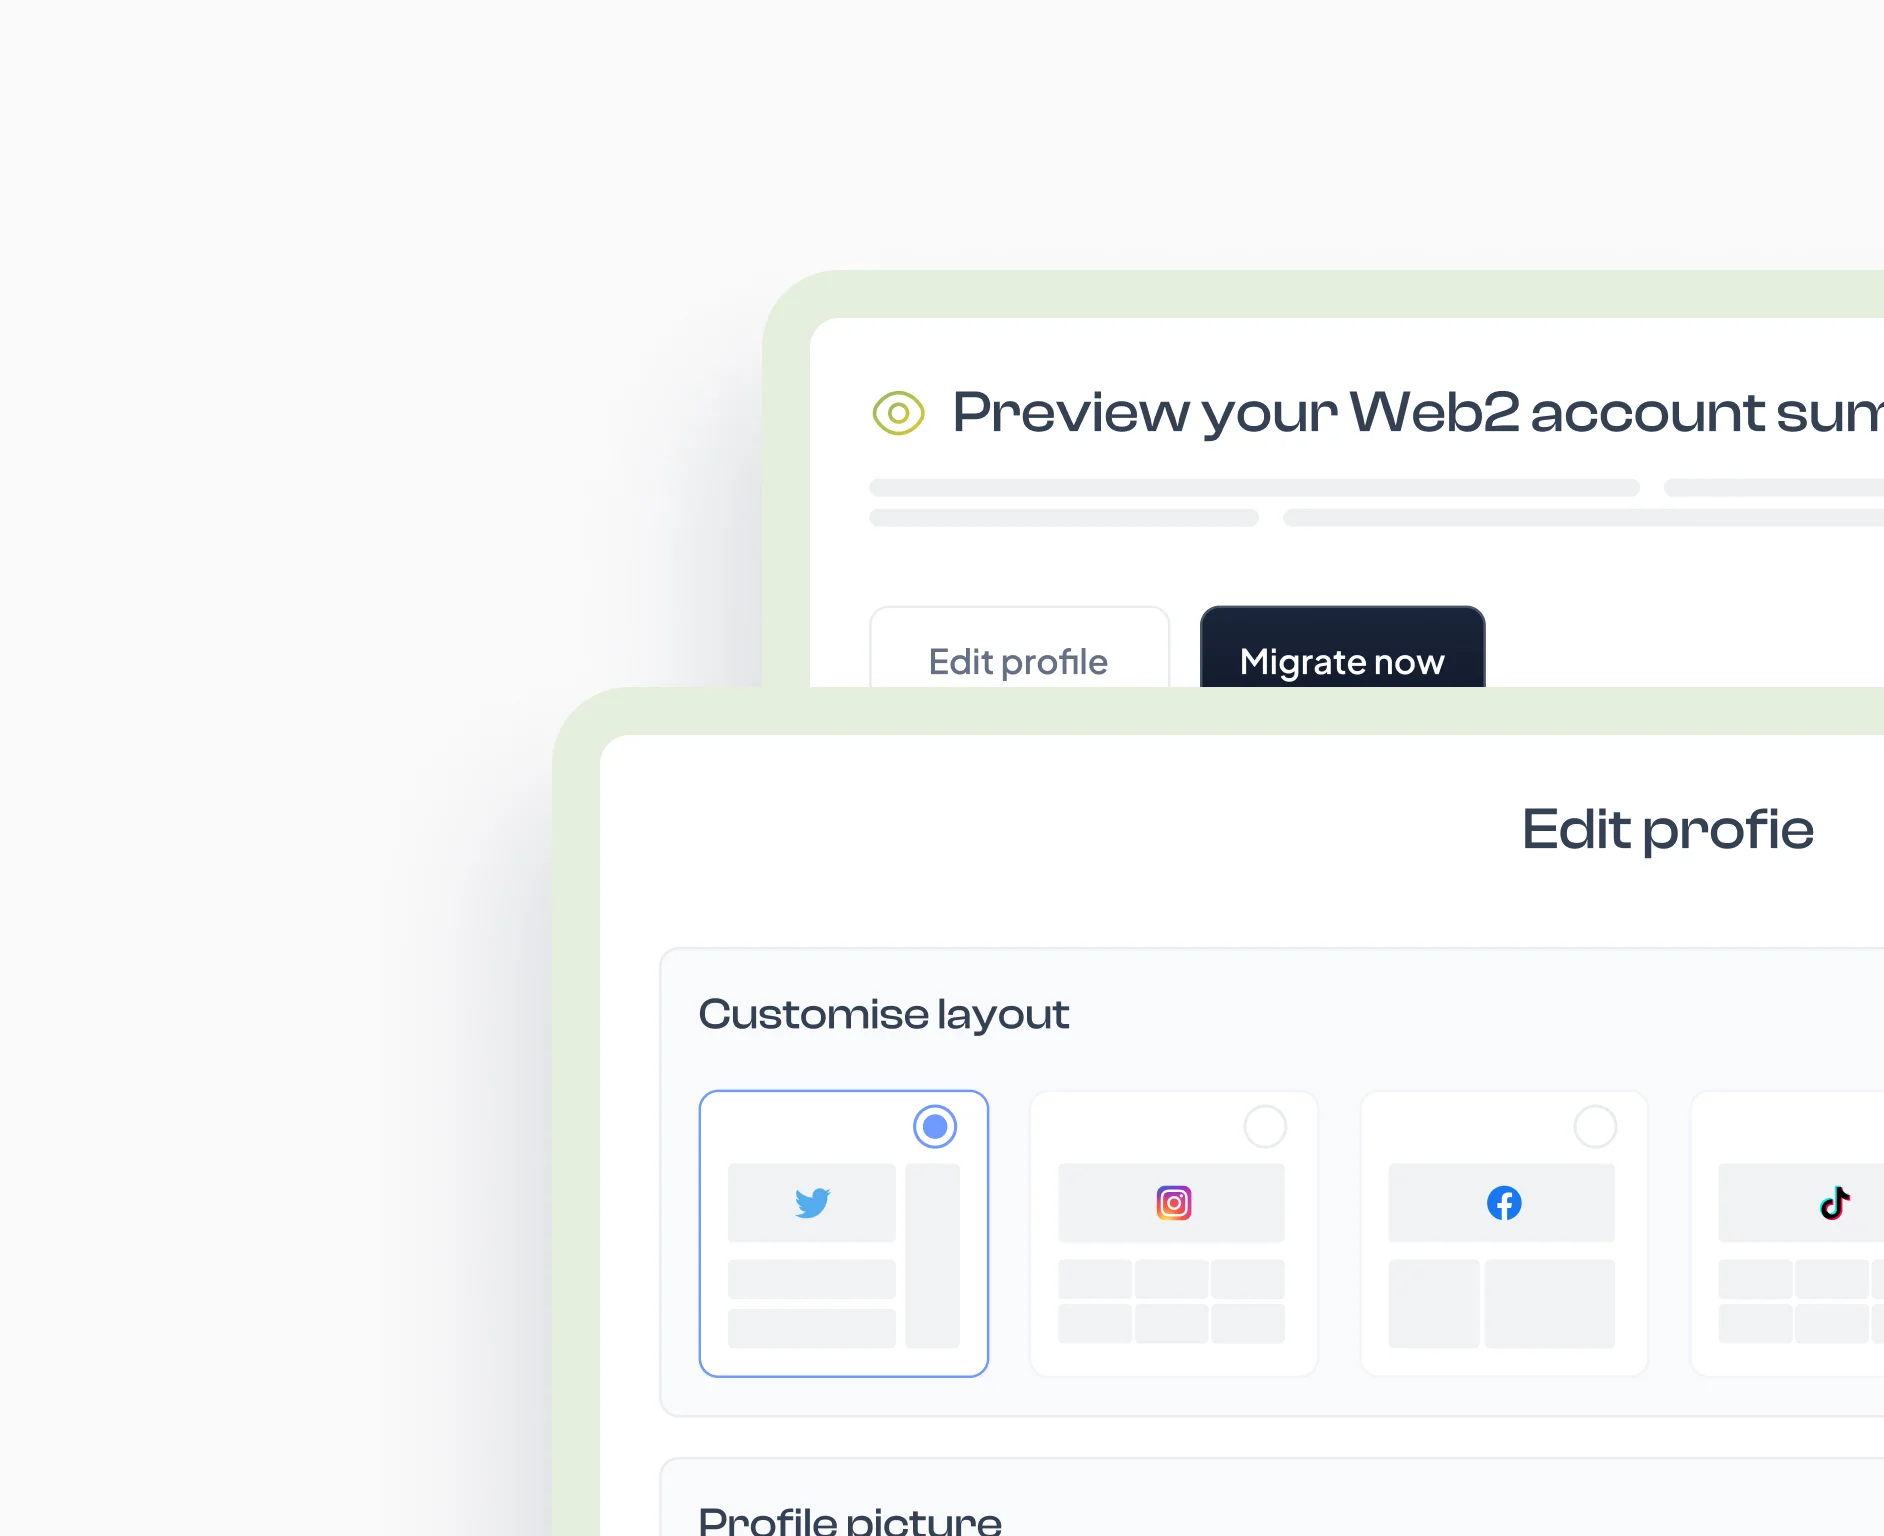 Preview your Web2 account sum
Edit profile
Migrate now
Edit profie
Customise layout
Profile picture